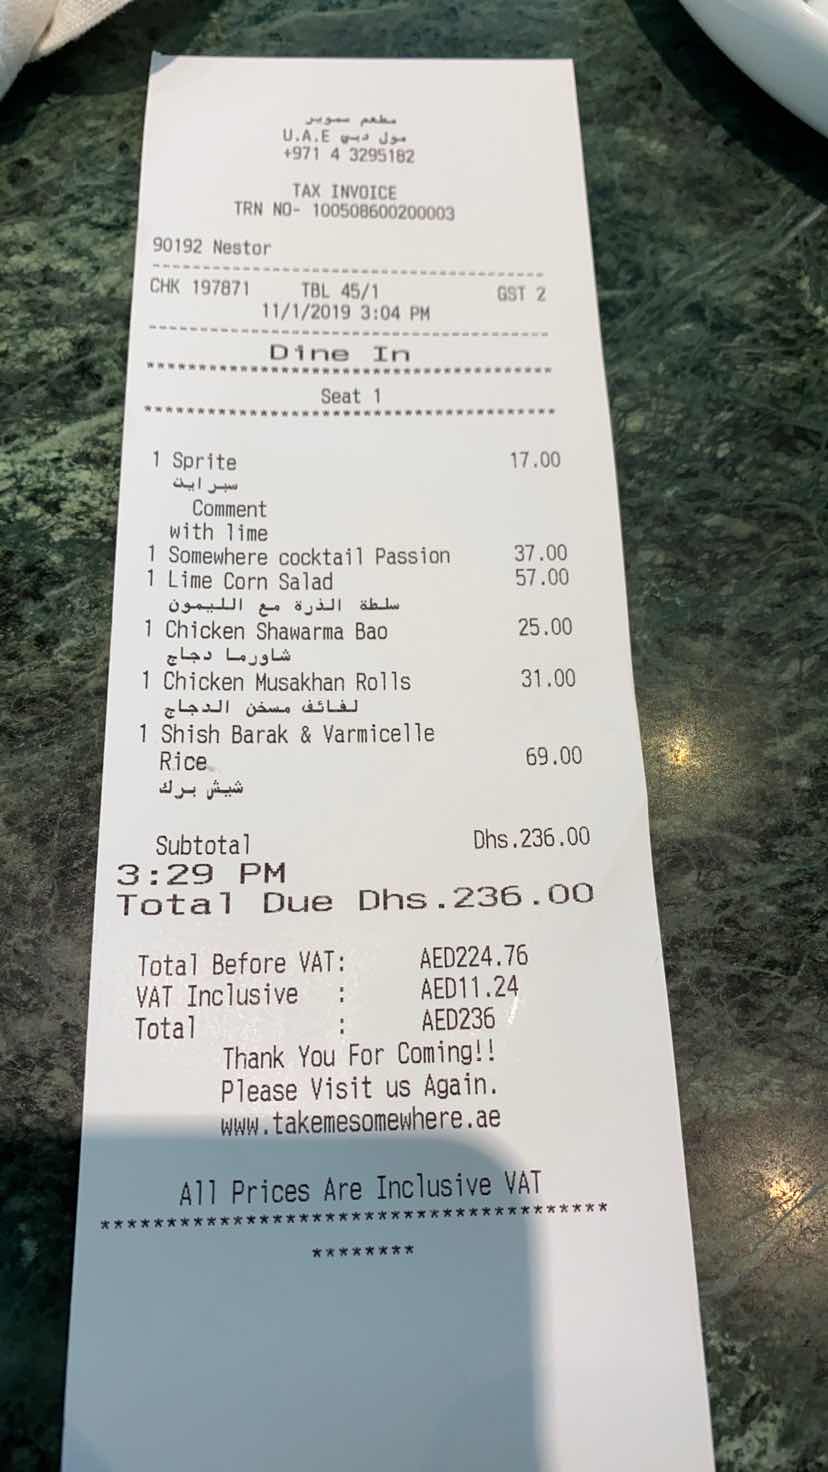 مطعم سموير
مول دبي U.A.E
+971 4 3295182
TAX INVOICE
TRN NO- 100508600200003
90192 Nestor
--------------------------------------
CHK 197871 TBL 45/1 GST 2
11/1/2019 3:04 PM
--------------------------------------
Dine In
**************************************
Seat 1
**************************************
1 Sprite 17.00
سبرايت
Comment
with lime
1 Somewhere cocktail Passion 37.00
1 Lime Corn Salad 57.00
سلطة الذرة مع الليمون
1 Chicken Shawarma Bao 25.00
شاورما دجاج
1 Chicken Musakhan Rolls 31.00
لفائف مسخن الدجاج
1 Shish Barak & Varmicelle
Rice 69.00
شيش برك
Subtotal Dhs.236.00
3:29 PM
Total Due Dhs.236.00
Total Before VAT: AED224.76
VAT Inclusive : AED11.24
Total : AED236
Thank You For Coming!!
Please Visit us Again.
www.takemesomewhere.ae
All Prices Are Inclusive VAT
***************************************
********